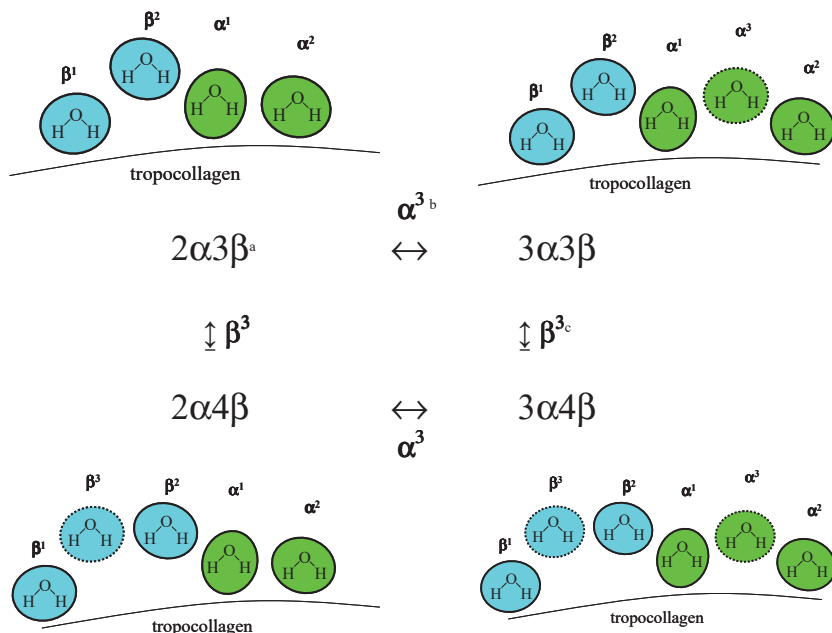 β² α¹ α²
β¹
H O H H O H H O H H O H
tropocollagen
β² α¹ α³ α²
β¹
H O H H O H H O H H O H H O H
tropocollagen
α³ ᵇ
2α3βᵃ ↔ 3α3β
↕ β³ ↕ β³ᶜ
2α4β ↔ 3α4β
α³
β³ β² α¹ α²
β¹
H O H H O H H O H H O H H O H
tropocollagen
β³ β² α¹ α³ α²
β¹
H O H H O H H O H H O H H O H H O H
tropocollagen